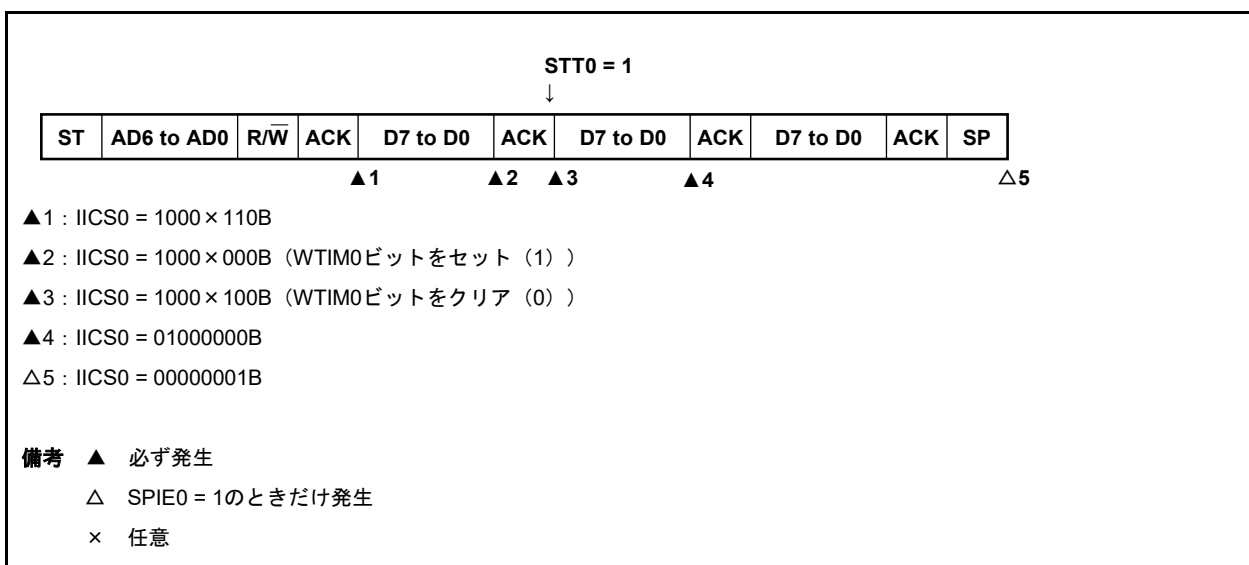 STT0 = 1
↓
ST AD6 to AD0 R/W̅ ACK D7 to D0 ACK D7 to D0 ACK D7 to D0 ACK SP
▲1 ▲2 ▲3 ▲4 △5
▲1：IICS0 = 1000×110B
▲2：IICS0 = 1000×000B（WTIM0ビットをセット（1））
▲3：IICS0 = 1000×100B（WTIM0ビットをクリア（0））
▲4：IICS0 = 01000000B
△5：IICS0 = 00000001B
備考 ▲ 必ず発生
△ SPIE0 = 1のときだけ発生
× 任意